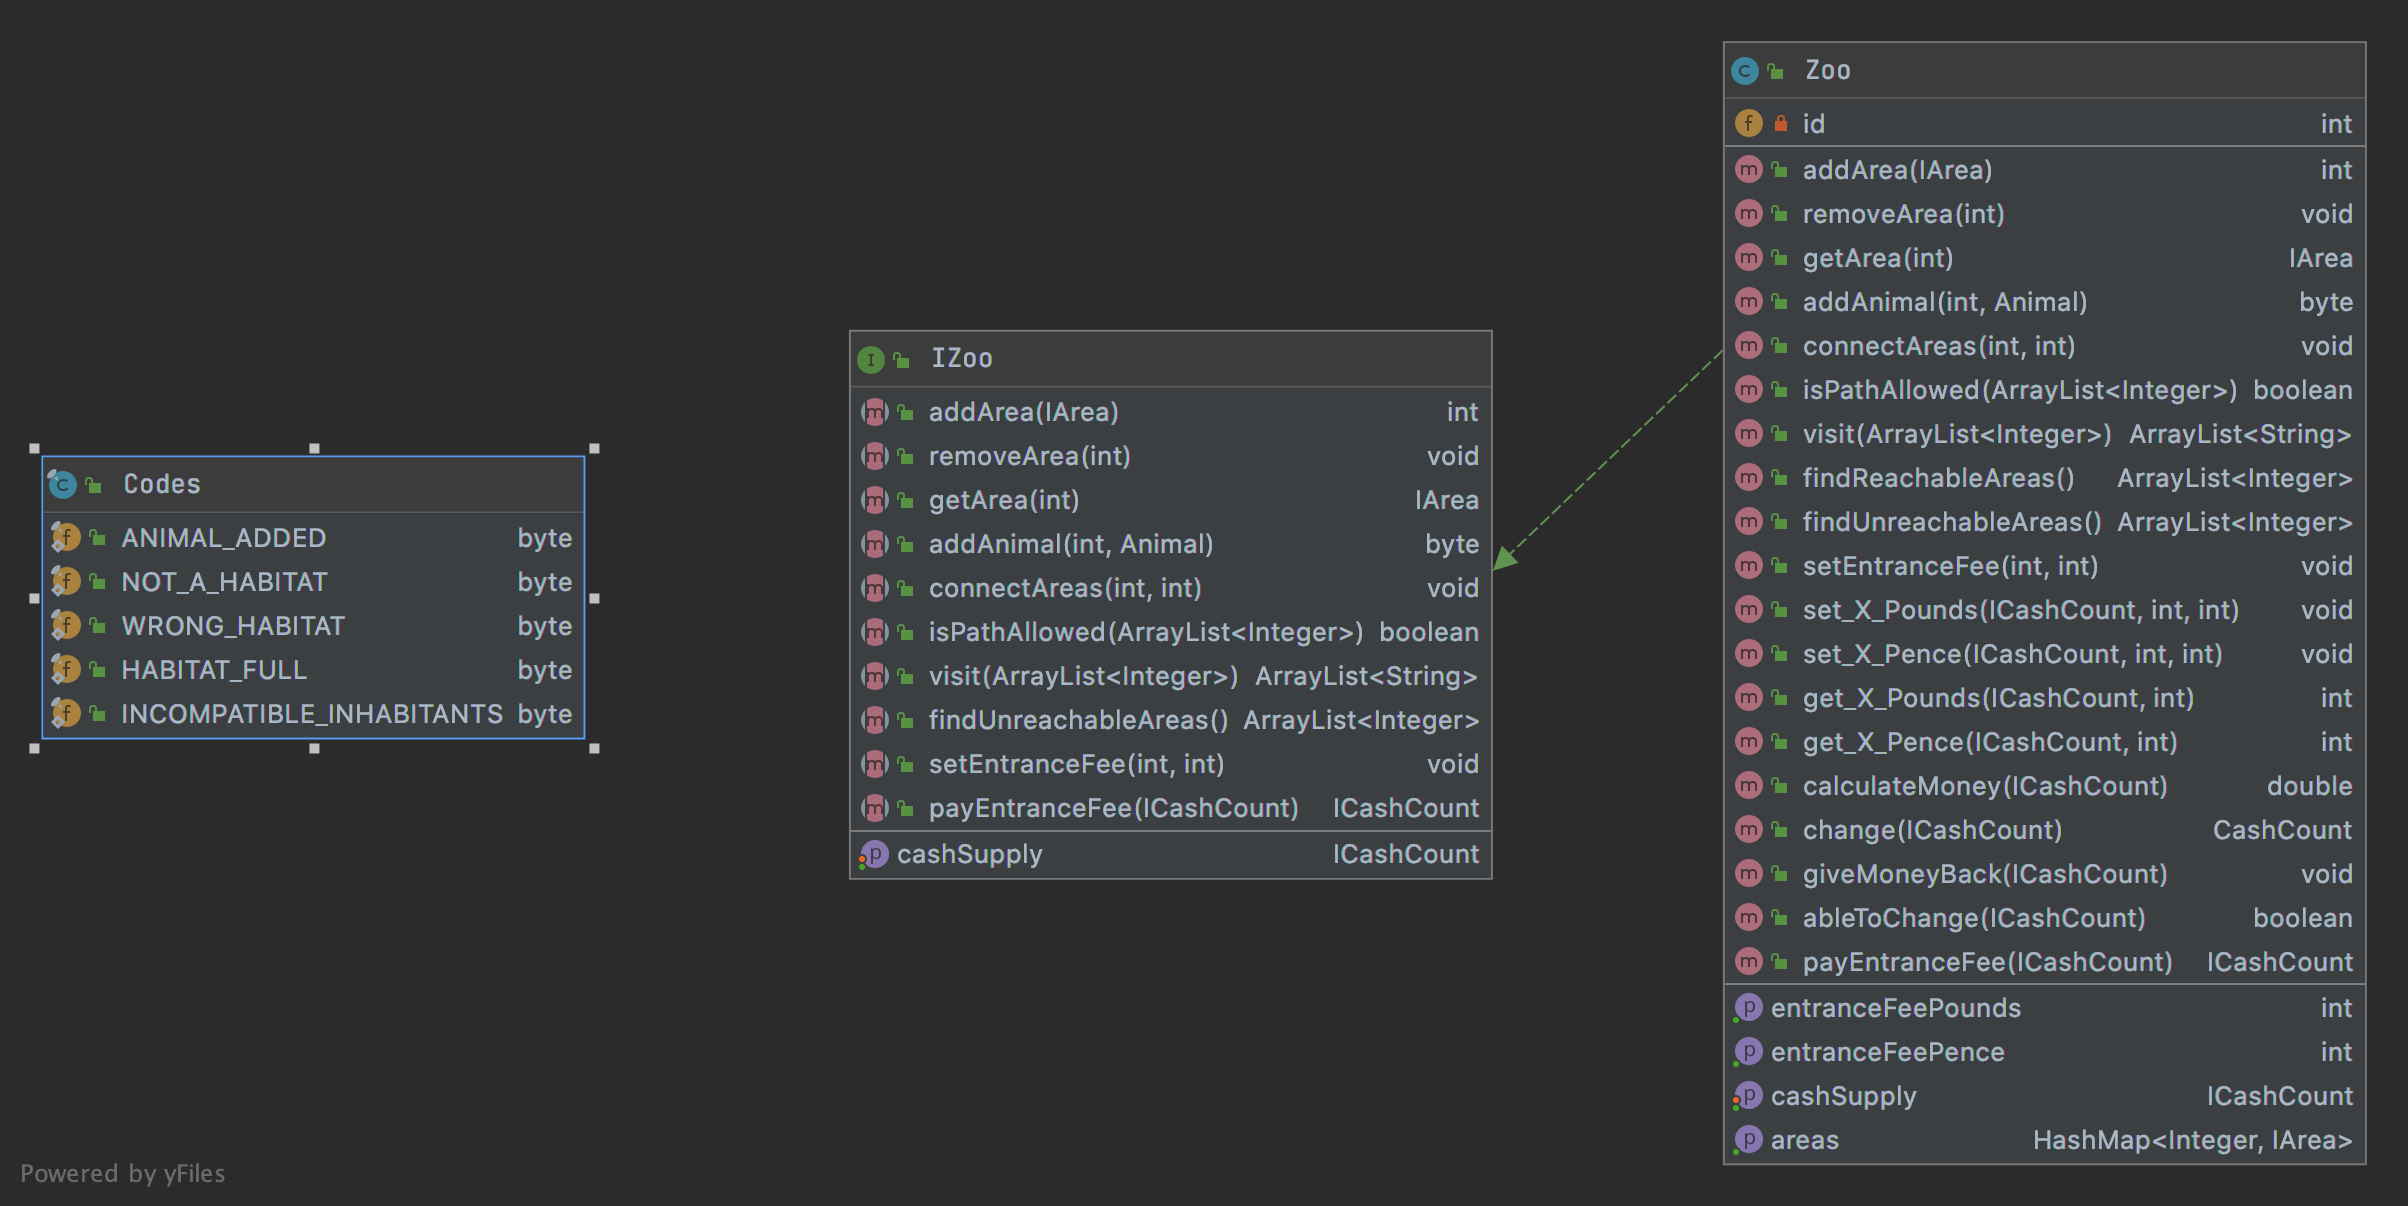 Codes
ANIMAL_ADDED byte
NOT_A_HABITAT byte
WRONG_HABITAT byte
HABITAT_FULL byte
INCOMPATIBLE_INHABITANTS byte
IZoo
addArea(IArea) int
removeArea(int) void
getArea(int) IArea
addAnimal(int, Animal) byte
connectAreas(int, int) void
isPathAllowed(ArrayList<Integer>) boolean
visit(ArrayList<Integer>) ArrayList<String>
findUnreachableAreas() ArrayList<Integer>
setEntranceFee(int, int) void
payEntranceFee(ICashCount) ICashCount
cashSupply ICashCount
Zoo
id int
addArea(IArea) int
removeArea(int) void
getArea(int) IArea
addAnimal(int, Animal) byte
connectAreas(int, int) void
isPathAllowed(ArrayList<Integer>) boolean
visit(ArrayList<Integer>) ArrayList<String>
findReachableAreas() ArrayList<Integer>
findUnreachableAreas() ArrayList<Integer>
setEntranceFee(int, int) void
set_X_Pounds(ICashCount, int, int) void
set_X_Pence(ICashCount, int, int) void
get_X_Pounds(ICashCount, int) int
get_X_Pence(ICashCount, int) int
calculateMoney(ICashCount) double
change(ICashCount) CashCount
giveMoneyBack(ICashCount) void
ableToChange(ICashCount) boolean
payEntranceFee(ICashCount) ICashCount
entranceFeePounds int
entranceFeePence int
cashSupply ICashCount
areas HashMap<Integer, IArea>
Powered by yFiles